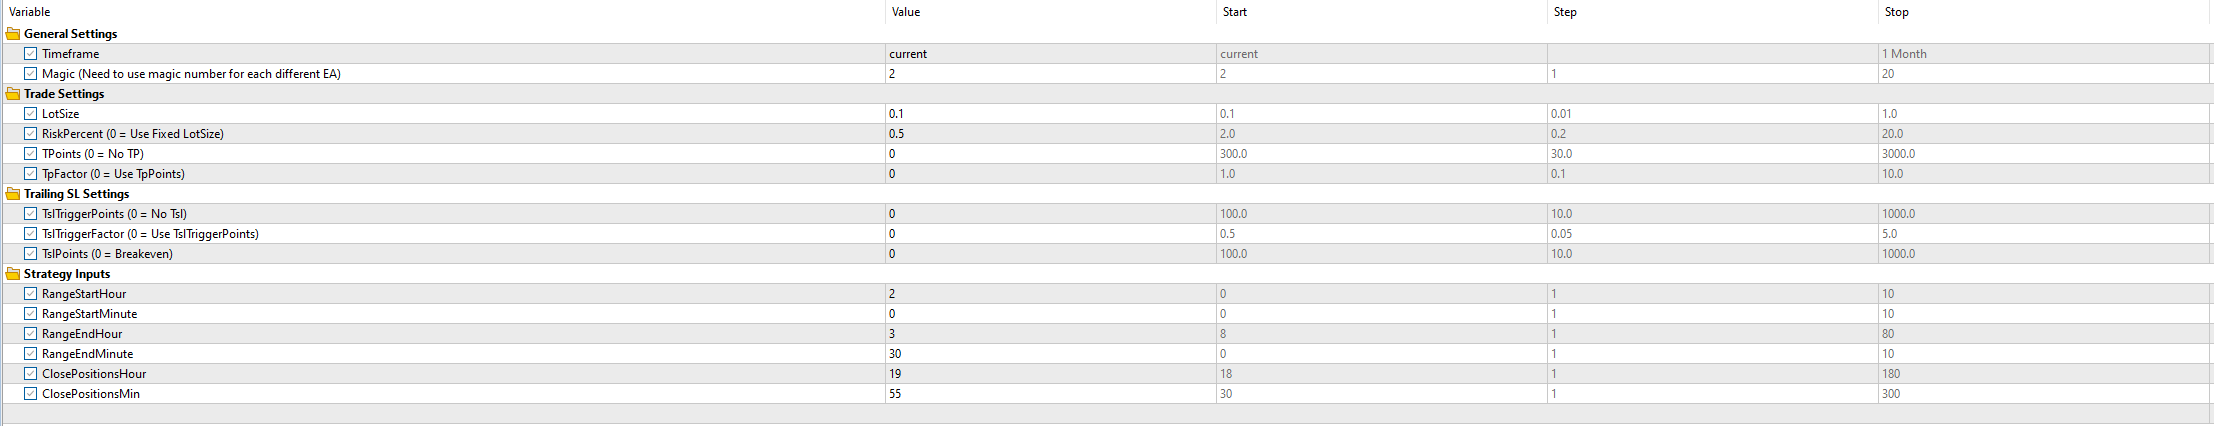 Variable Value Start Step Stop
General Settings
Timeframe current current 1 Month
Magic (Need to use magic number for each different EA) 2 2 1 20
Trade Settings
LotSize 0.1 0.1 0.01 1.0
RiskPercent (0 = Use Fixed LotSize) 0.5 2.0 0.2 20.0
TPoints (0 = No TP) 0 300.0 30.0 3000.0
TpFactor (0 = Use TpPoints) 0 1.0 0.1 10.0
Trailing SL Settings
TslTriggerPoints (0 = No Tsl) 0 100.0 10.0 1000.0
TslTriggerFactor (0 = Use TslTriggerPoints) 0 0.5 0.05 5.0
TslPoints (0 = Breakeven) 0 100.0 10.0 1000.0
Strategy Inputs
RangeStartHour 2 0 1 10
RangeStartMinute 0 0 1 10
RangeEndHour 3 8 1 80
RangeEndMinute 30 0 1 10
ClosePositionsHour 19 18 1 180
ClosePositionsMin 55 30 1 300